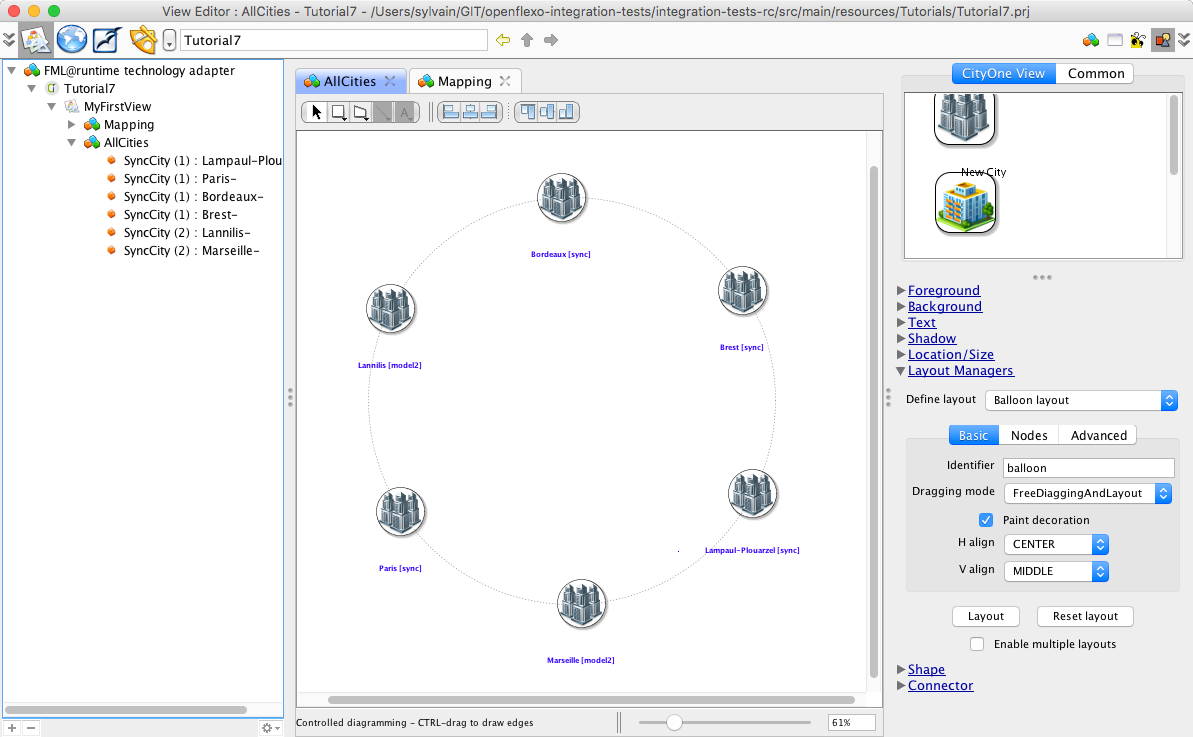 View Editor : AllCities - Tutorial7 - /Users/sylvain/GIT/openflexo-integration-tests/integration-tests-rc/src/main/resources/Tutorials/Tutorial7.prj
Tutorial7
FML@runtime technology adapter
Tutorial7
MyFirstView
Mapping
AllCities
SyncCity (1) : Lampaul-Plou
SyncCity (1) : Paris-
SyncCity (1) : Bordeaux-
SyncCity (1) : Brest-
SyncCity (2) : Lannilis-
SyncCity (2) : Marseille-
AllCities
Mapping
A
Bordeaux [sync]
Brest [sync]
Lannilis [model2]
Lampaul-Plouarzel [sync]
Paris [sync]
Marseille [model2]
Controlled diagramming - CTRL-drag to draw edges
61%
CityOne View
Common
New City
Foreground
Background
Text
Shadow
Location/Size
Layout Managers
Define layout
Balloon layout
Basic
Nodes
Advanced
Identifier
balloon
Dragging mode
FreeDiaggingAndLayout
Paint decoration
H align
CENTER
V align
MIDDLE
Layout
Reset layout
Enable multiple layouts
Shape
Connector